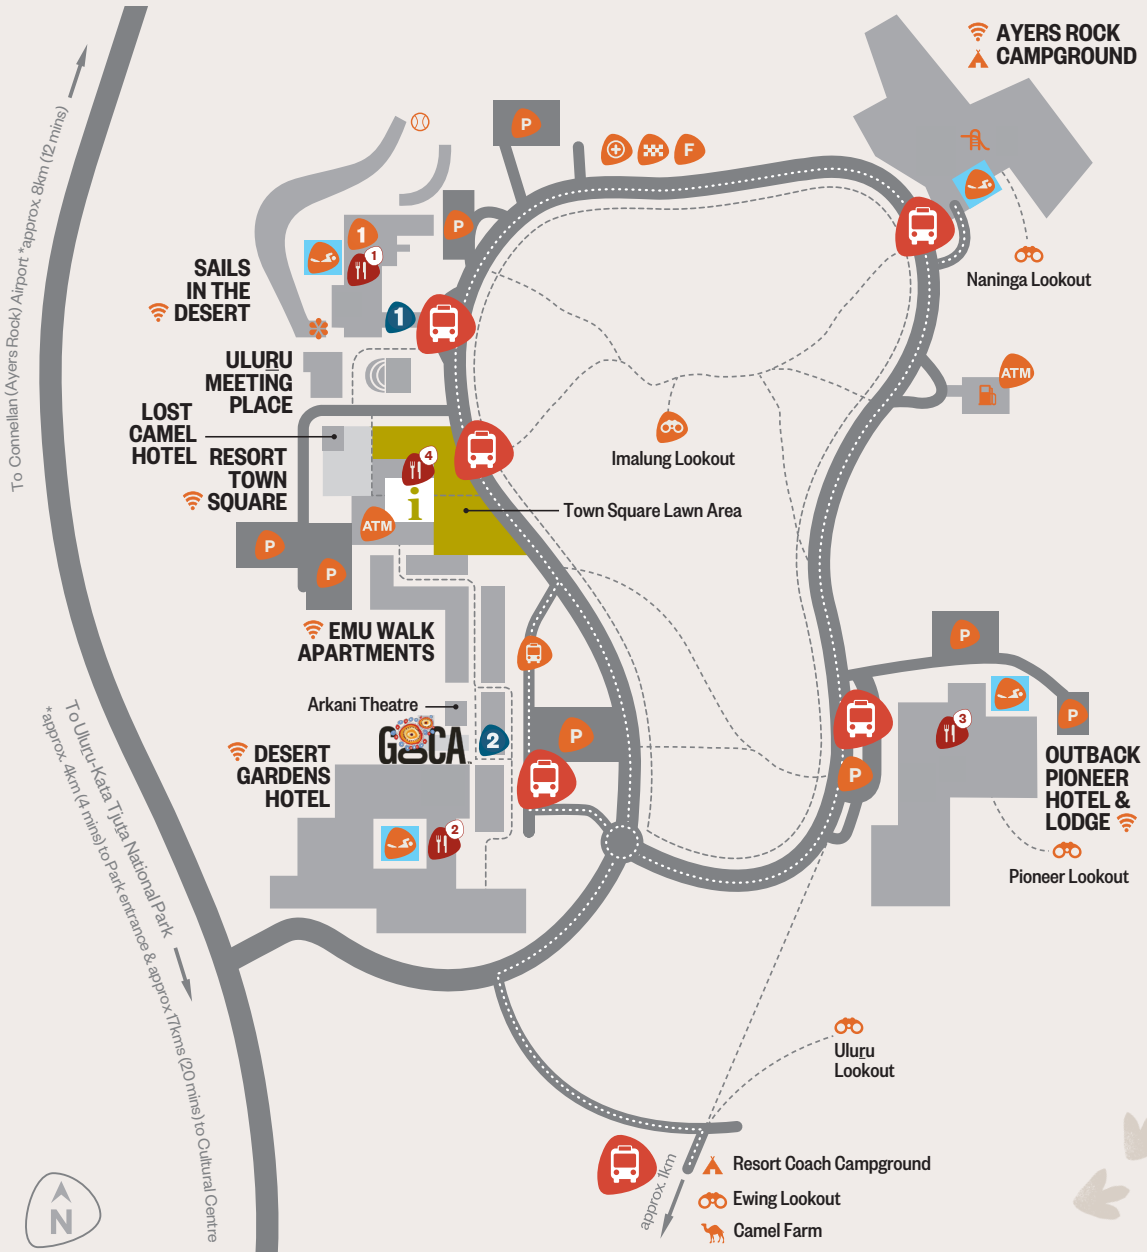 AYERS ROCK
CAMPGROUND
To Connellan (Ayers Rock) Airport *approx. 8km (12 mins)
P
F
P
1
1
SAILS
IN THE
DESERT
1
Naninga Lookout
ULURU
MEETING
PLACE
ATM
LOST
CAMEL
HOTEL
RESORT
TOWN
SQUARE
4
i
ATM
Imalung Lookout
Town Square Lawn Area
P
P
EMU WALK
APARTMENTS
P
Arkani Theatre
GOCA
2
P
3
P
P
OUTBACK
PIONEER
HOTEL &
LODGE
DESERT
GARDENS
HOTEL
2
Pioneer Lookout
To Uluṟu-Kata Tjuta National Park
*approx. 4km (4 mins) to Park entrance & approx 17kms (20 mins) to Cultural Centre
Uluṟu
Lookout
approx. 1km
Resort Coach Campground
Ewing Lookout
Camel Farm
N